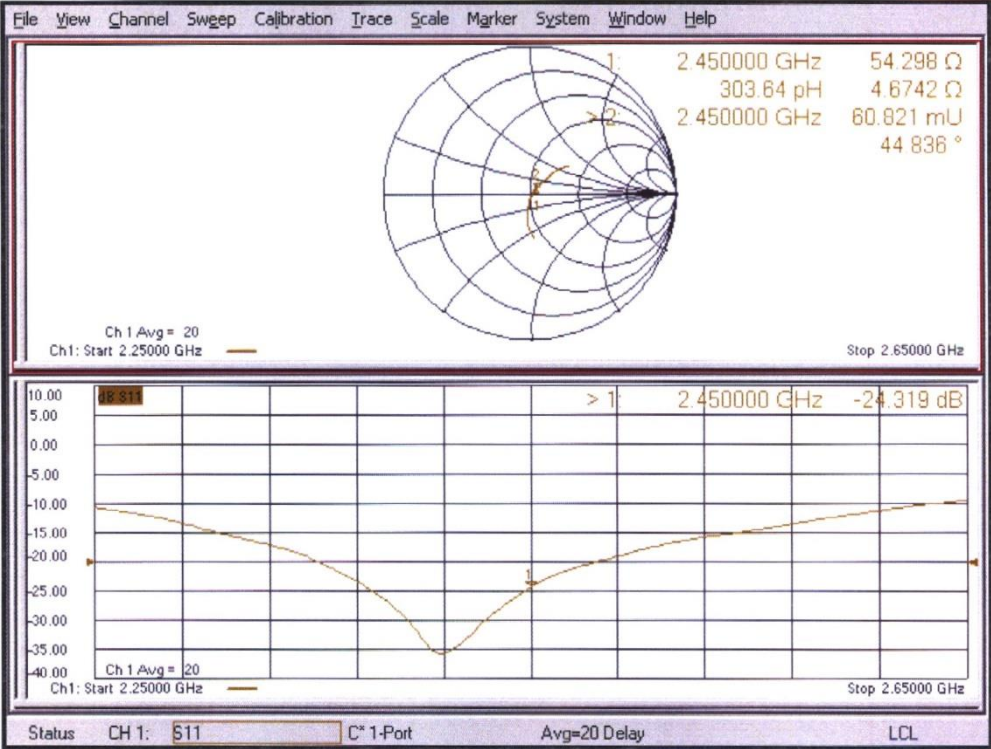 File View Channel Sweep Calibration Trace Scale Marker System Window Help
1: 2.450000 GHz 54.298 Ω
303.64 pH 4.6742 Ω
> 2: 2.450000 GHz 60.821 mU
44.836 °
2
1
Ch 1 Avg = 20
Ch1: Start 2.25000 GHz
Stop 2.65000 GHz
10.00 dB S11 > 1: 2.450000 GHz -24.319 dB
5.00
0.00
-5.00
-10.00
-15.00
-20.00
1
-25.00
-30.00
-35.00
-40.00
Ch 1 Avg = 20
Ch1: Start 2.25000 GHz
Stop 2.65000 GHz
Status CH 1: S11 C* 1-Port Avg=20 Delay LCL